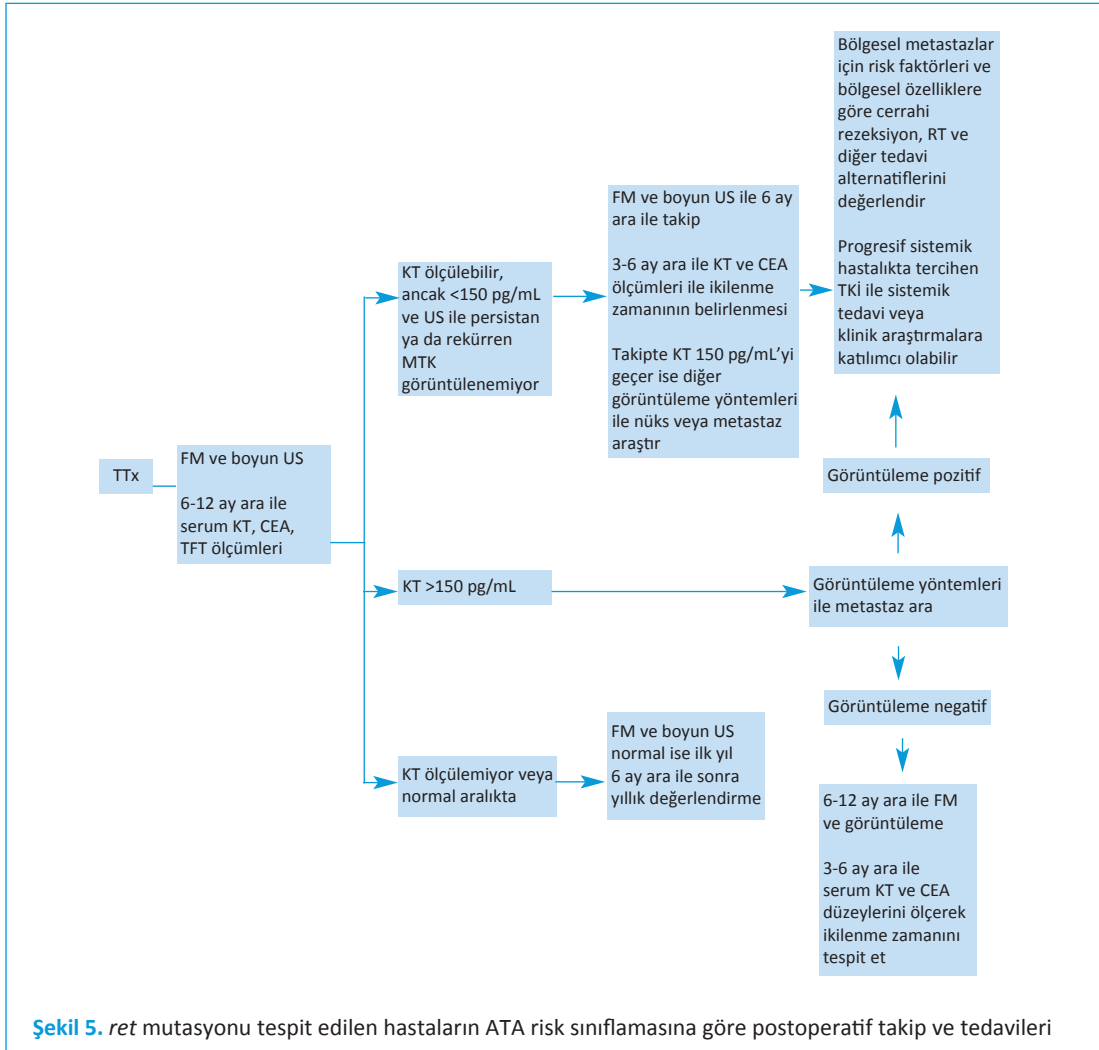 TTx
FM ve boyun US
6-12 ay ara ile
serum KT, CEA,
TFT ölçümleri
KT ölçülebilir,
ancak <150 pg/mL
ve US ile persistan
ya da rekürren
MTK
görüntülenemiyor
FM ve boyun US ile 6 ay
ara ile takip
3-6 ay ara ile KT ve CEA
ölçümleri ile ikilenme
zamanının belirlenmesi
Takipte KT 150 pg/mL’yi
geçer ise diğer
görüntüleme yöntemleri
ile nüks veya metastaz
araştır
Bölgesel metastazlar
için risk faktörleri ve
bölgesel özelliklere
göre cerrahi
rezeksiyon, RT ve
diğer tedavi
alternatiflerini
değerlendir
Progresif sistemik
hastalıkta tercihen
TKİ ile sistemik
tedavi veya
klinik araştırmalara
katılımcı olabilir
Görüntüleme pozitif
KT >150 pg/mL
Görüntüleme yöntemleri
ile metastaz ara
Görüntüleme negatif
KT ölçülemiyor veya
normal aralıkta
FM ve boyun US
normal ise ilk yıl
6 ay ara ile sonra
yıllık değerlendirme
6-12 ay ara ile FM
ve görüntüleme
3-6 ay ara ile
serum KT ve CEA
düzeylerini ölçerek
ikilenme zamanını
tespit et
Şekil 5. ret mutasyonu tespit edilen hastaların ATA risk sınıflamasına göre postoperatif takip ve tedavileri